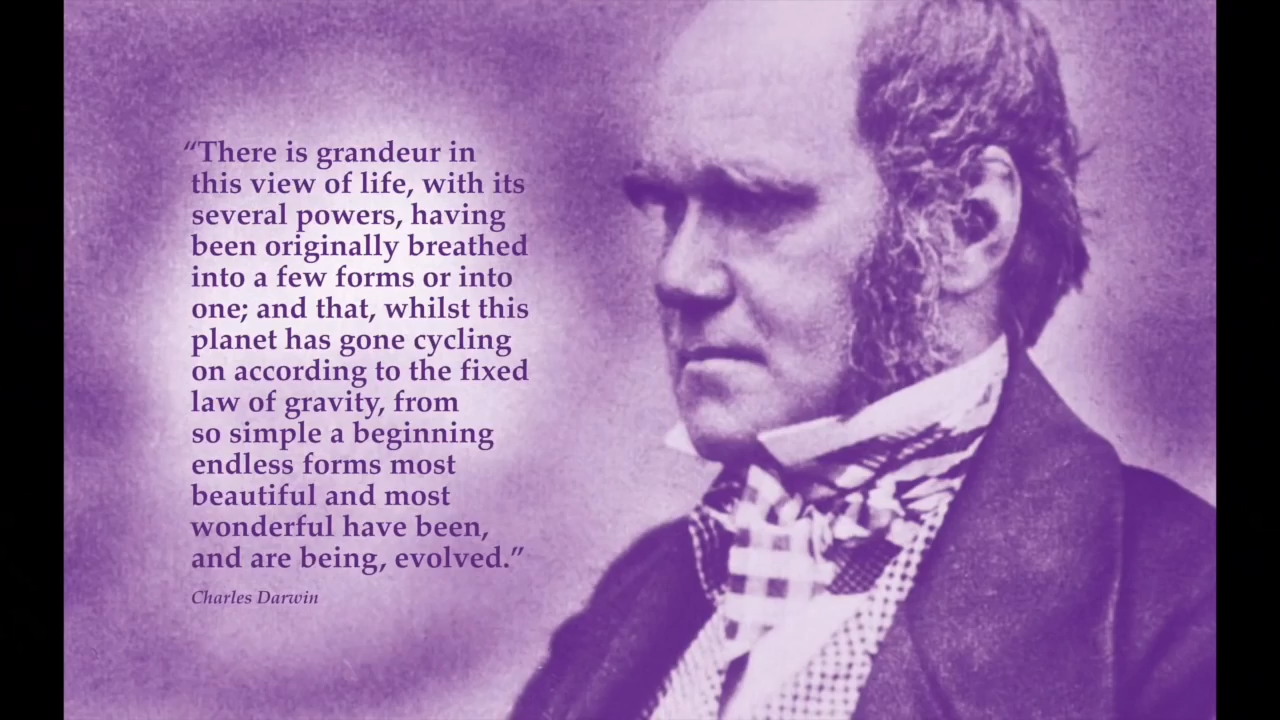 “There is grandeur in
this view of life, with its
several powers, having
been originally breathed
into a few forms or into
one; and that, whilst this
planet has gone cycling
on according to the fixed
law of gravity, from
so simple a beginning
endless forms most
beautiful and most
wonderful have been,
and are being, evolved.”
Charles Darwin